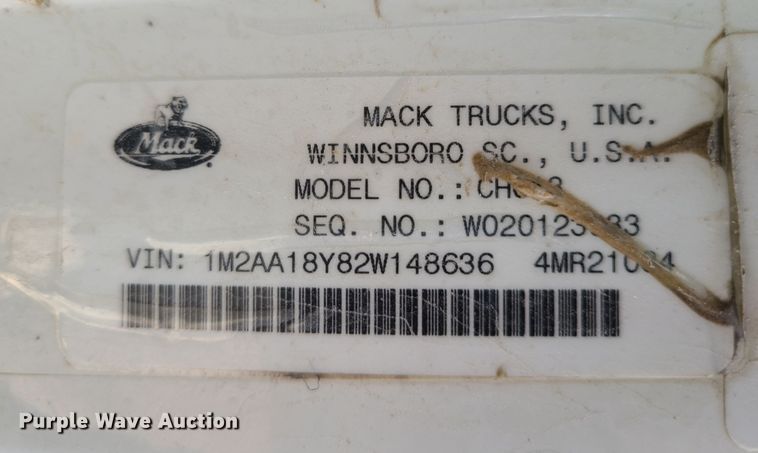 Mack
MACK TRUCKS, INC.
WINNSBORO SC., U.S.A.
MODEL NO.:
SEQ. NO.:
VIN: 1M2AA18Y82W148636
Purple Wave Auction